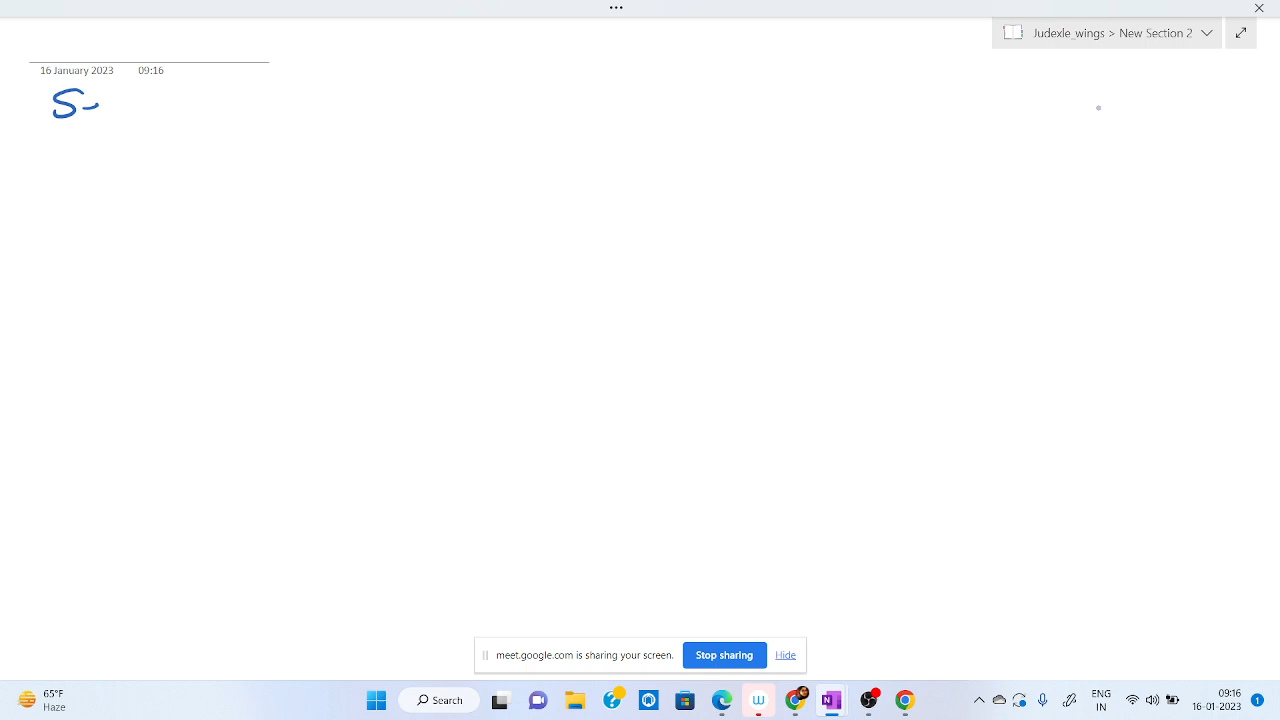 Judexle_wings > New Section 2
16 January 2023 09:16
S-
meet.google.com is sharing your screen. Stop sharing Hide
65°F
Haze
Search
ENG
IN
09:16
16-01-2023
1